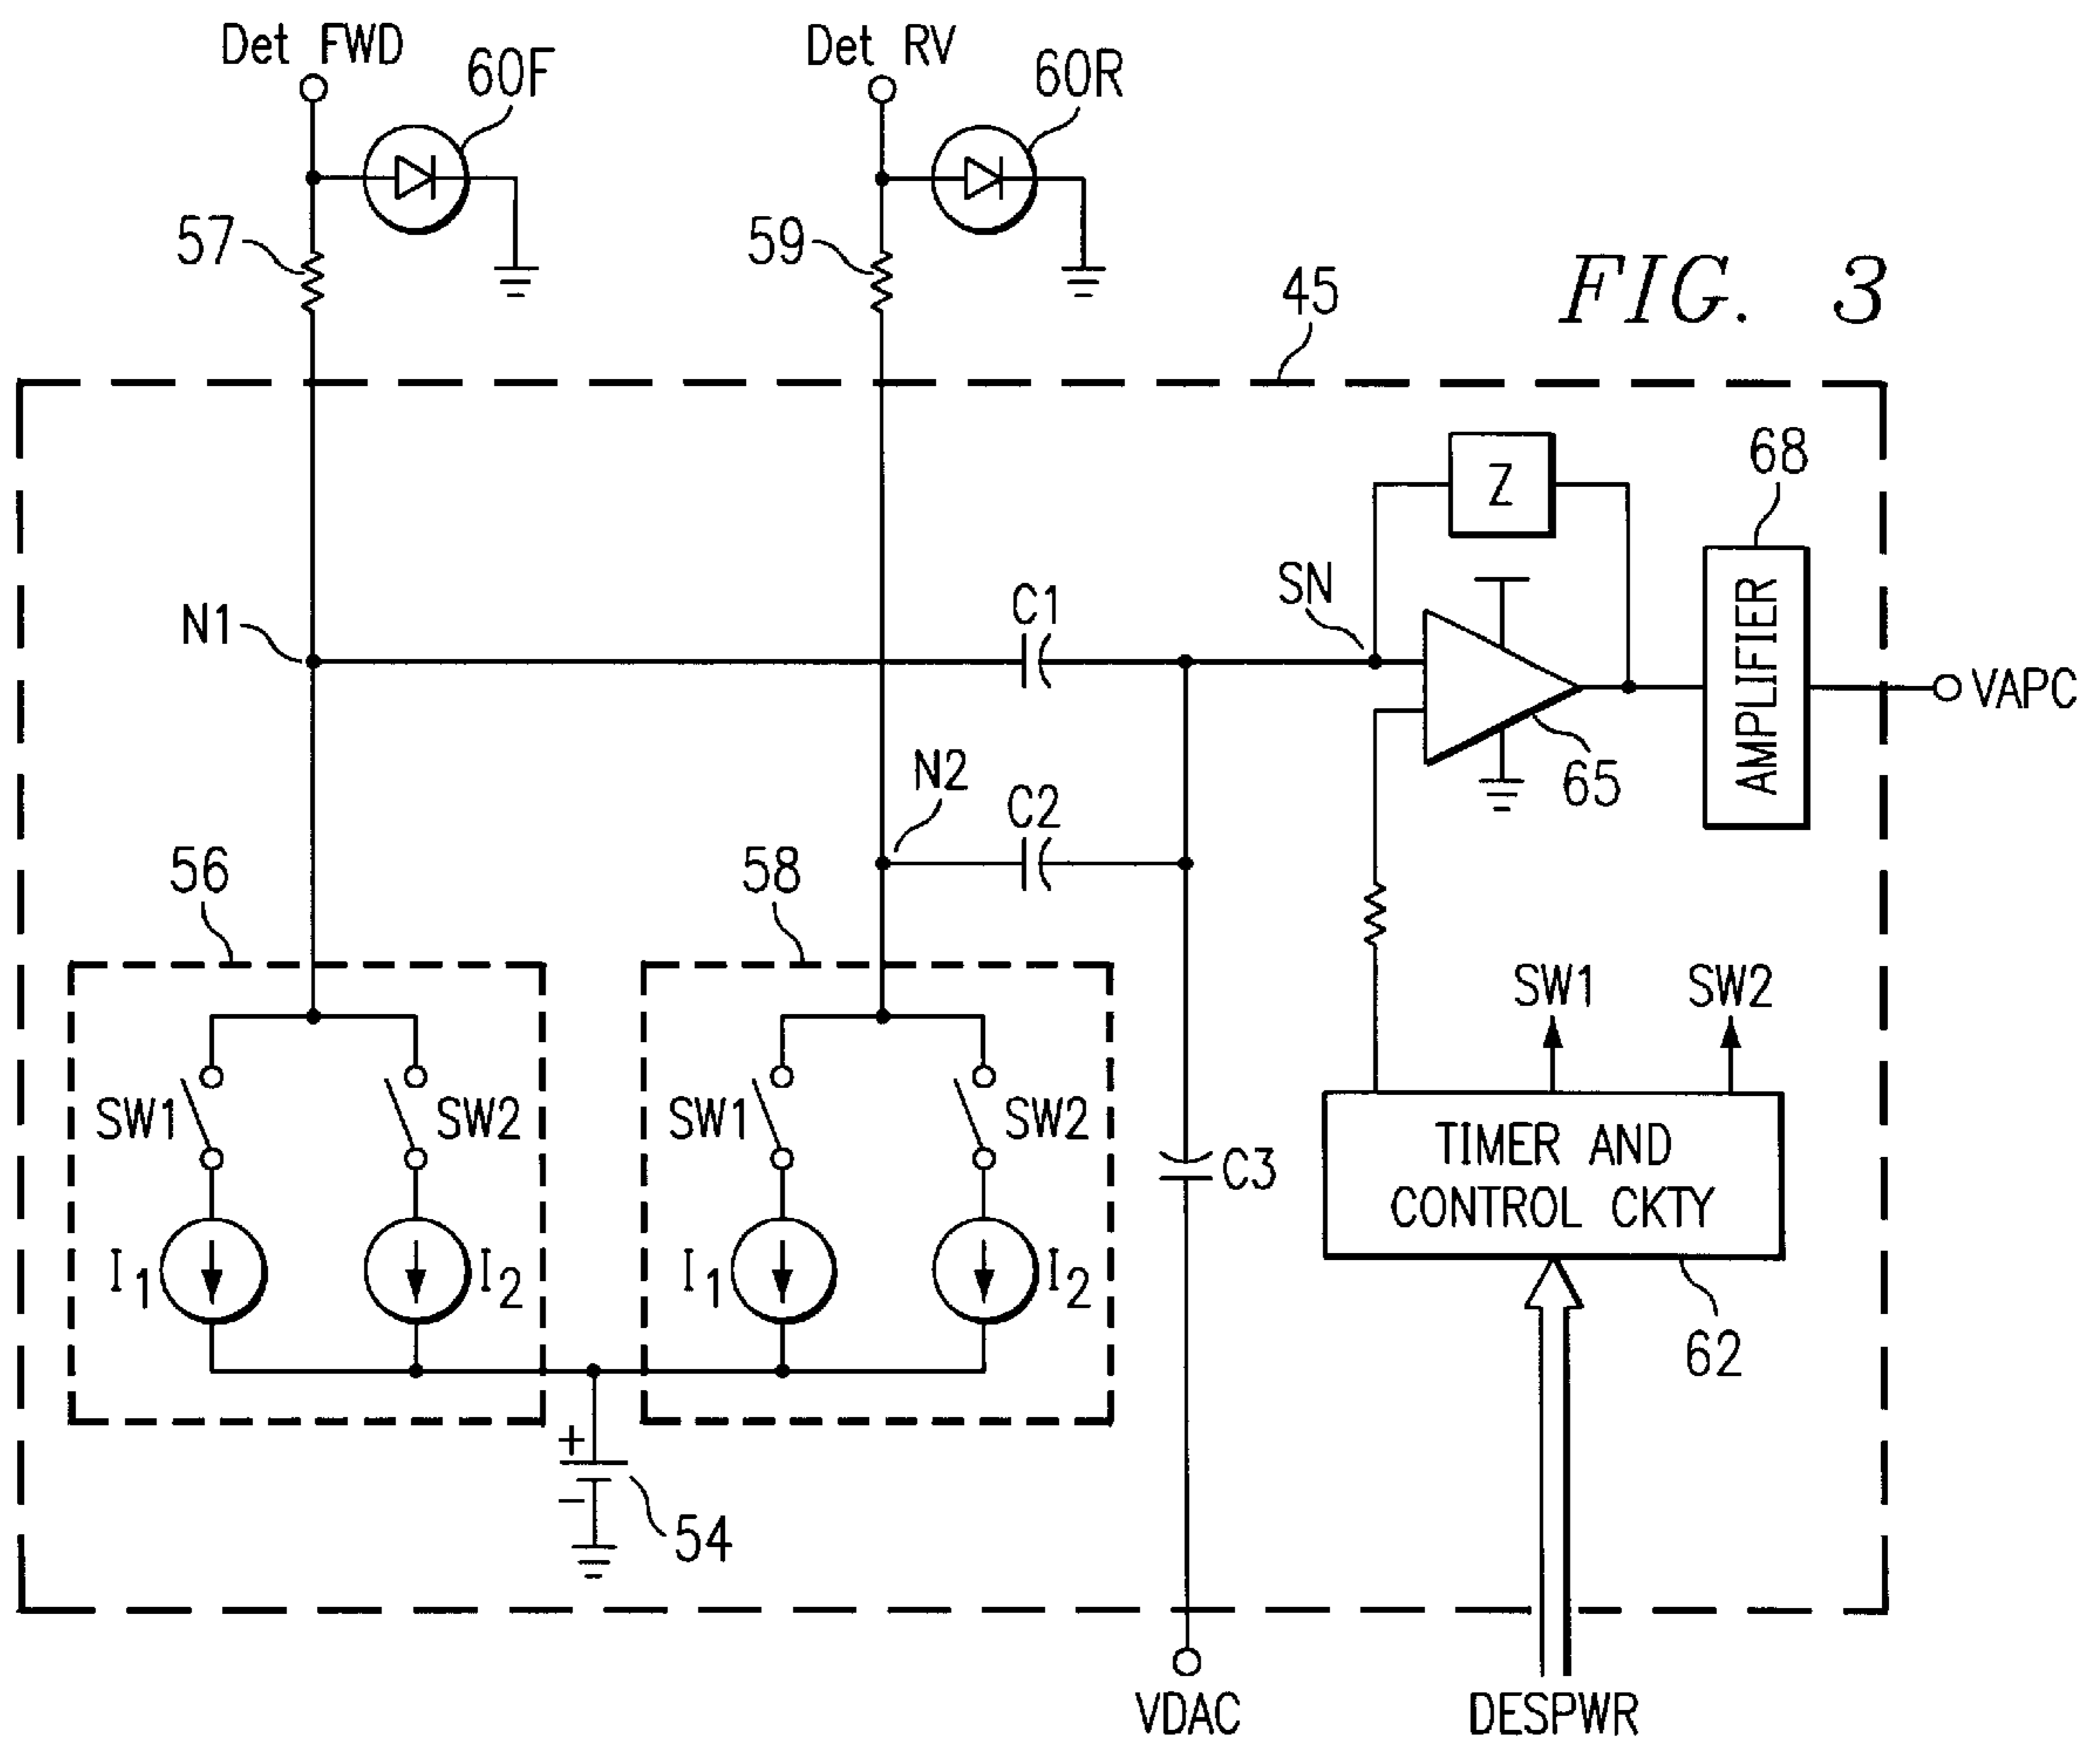 Det FWD
60F
Det RV
60R
57
59
FIG. 3
45
68
Z
AMPLIFIER
SN
C1
N1
VAPC
65
N2
C2
56
58
SW1
SW2
SW1
SW2
SW1
SW2
C3
TIMER AND
CONTROL CKTY
I1
I2
I1
I2
62
+
−
54
VDAC
DESPWR